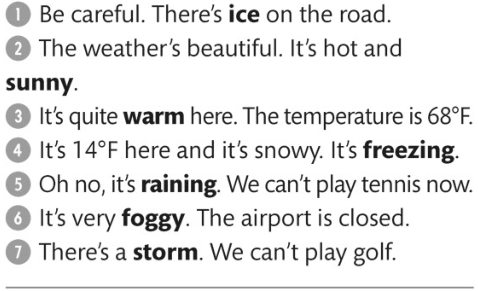 1 Be careful. There's ice on the road.
2 The weather's beautiful. It's hot and
sunny.
3 It's quite warm here. The temperature is 68°F.
4 It's 14°F here and it's snowy. It's freezing.
5 Oh no, it's raining. We can't play tennis now.
6 It's very foggy. The airport is closed.
7 There's a storm. We can't play golf.